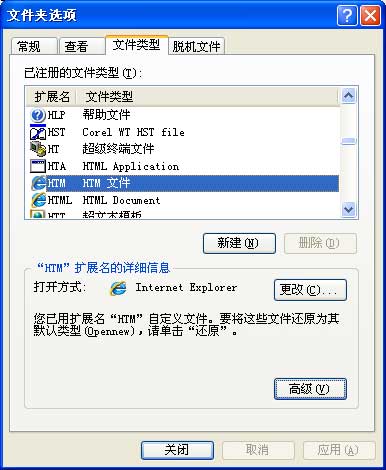 文件夹选项
常规 查看 文件类型 脱机文件
已注册的文件类型(T):
扩展名 文件类型
HLP 帮助文件
HST Corel WT HST file
HT 超级终端文件
HTA HTML Application
HTM HTM 文件
HTML HTML Document
HTT 超文本模板
新建(N) 删除(D)
“HTM”扩展名的详细信息
打开方式: Internet Explorer 更改(C)...
您已用扩展名“HTM”自定义文件。要将这些文件还原为其
默认类型(Opennew),请单击“还原”。
高级(V)
关闭 取消 应用(A)